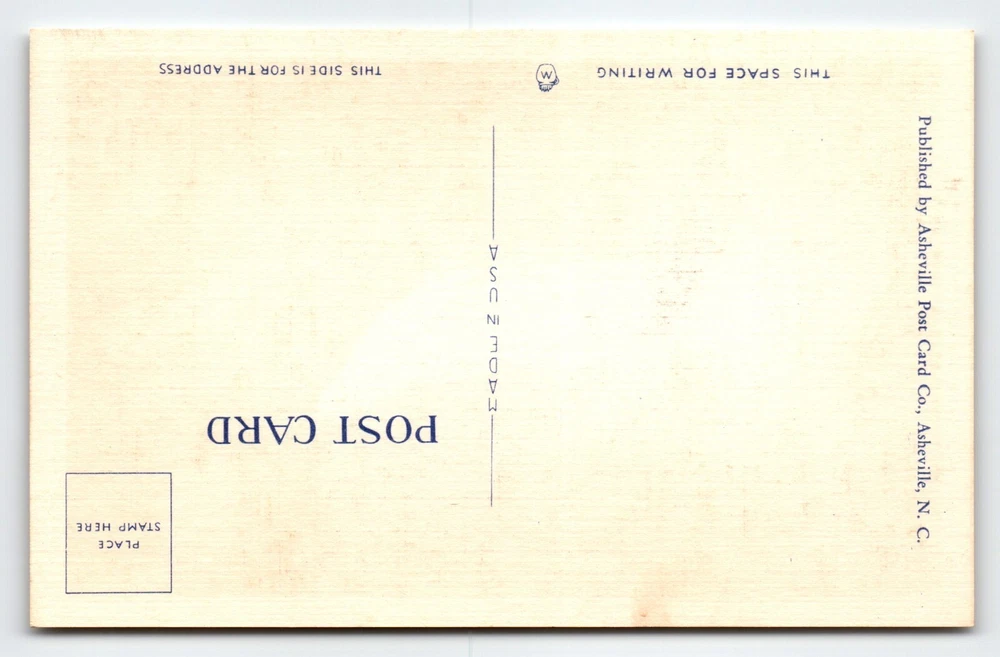 POST CARD
PLACE
STAMP HERE
MADE IN USA
THIS SPACE FOR WRITING
W
THIS SIDE IS FOR THE ADDRESS
Published by Asheville Post Card Co., Asheville, N. C.